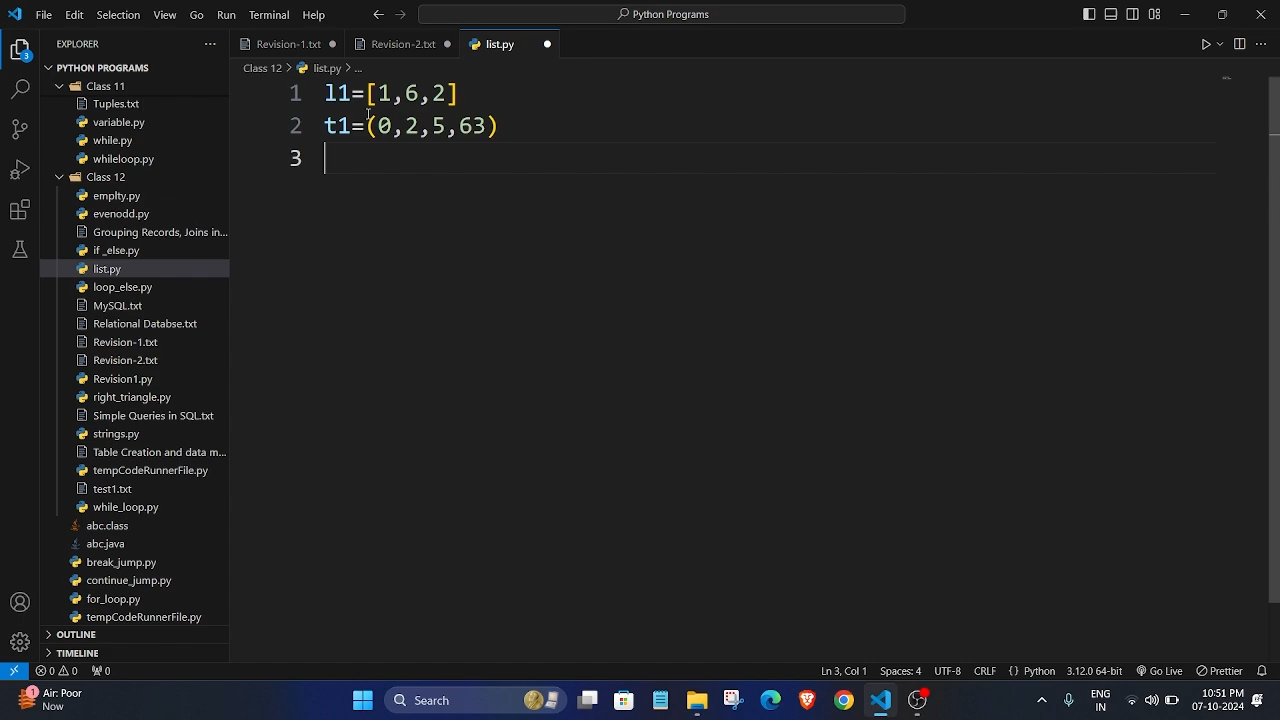 File Edit Selection View Go Run Terminal Help
Python Programs
EXPLORER
Revision-1.txt
Revision-2.txt
list.py
PYTHON PROGRAMS
Class 12 > list.py > ...
Class 11
Tuples.txt
variable.py
while.py
whileloop.py
Class 12
emplty.py
evenodd.py
Grouping Records, Joins in...
if _else.py
list.py
loop_else.py
MySQL.txt
Relational Databse.txt
Revision-1.txt
Revision-2.txt
Revision1.py
right_triangle.py
Simple Queries in SQL.txt
strings.py
Table Creation and data m...
tempCodeRunnerFile.py
test1.txt
while_loop.py
abc.class
abc.java
break_jump.py
continue_jump.py
for_loop.py
tempCodeRunnerFile.py
OUTLINE
TIMELINE
3
1 l1=[1,6,2]
2 t1=(0,2,5,63)
3
0 0 0
Ln 3, Col 1 Spaces: 4 UTF-8 CRLF {} Python 3.12.0 64-bit Go Live Prettier
1
Air: Poor
Now
Search
ENG
IN
10:51 PM
07-10-2024